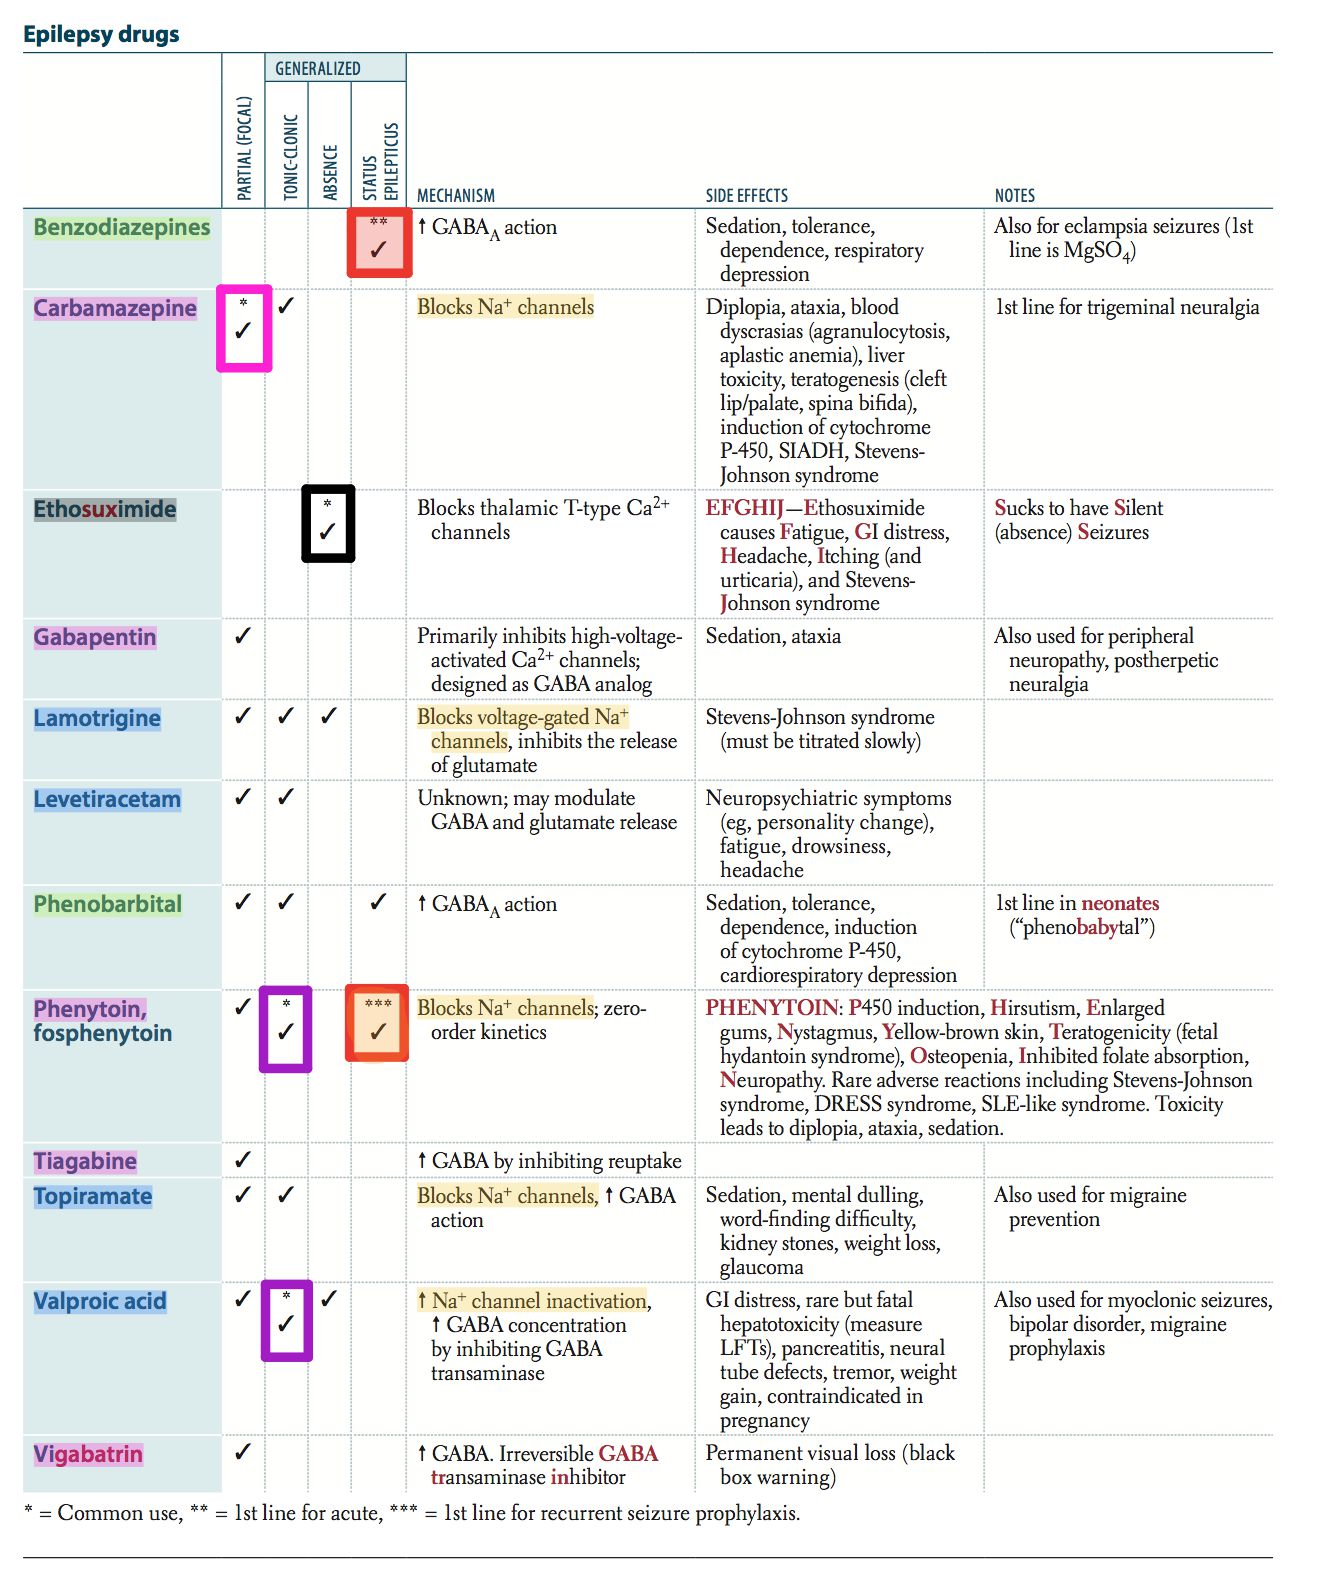 Epilepsy drugs
GENERALIZED
PARTIAL (FOCAL)
TONIC-CLONIC
ABSENCE
STATUS
EPILEPTICUS
MECHANISM
SIDE EFFECTS
NOTES
Benzodiazepines
**
✓
↑ GABA_A action
Sedation, tolerance,
dependence, respiratory
depression
Also for eclampsia seizures (1st
line is MgSO₄)
Carbamazepine
*
✓
✓
Blocks Na⁺ channels
Diplopia, ataxia, blood
dyscrasias (agranulocytosis,
aplastic anemia), liver
toxicity, teratogenesis (cleft
lip/palate, spina bifida),
induction of cytochrome
P-450, SIADH, Stevens-
Johnson syndrome
1st line for trigeminal neuralgia
Ethosuximide
*
✓
Blocks thalamic T-type Ca²⁺
channels
EFGHIJ—Ethosuximide
causes Fatigue, GI distress,
Headache, Itching (and
urticaria), and Stevens-
Johnson syndrome
Sucks to have Silent
(absence) Seizures
Gabapentin
✓
Primarily inhibits high-voltage-
activated Ca²⁺ channels;
designed as GABA analog
Sedation, ataxia
Also used for peripheral
neuropathy, postherpetic
neuralgia
Lamotrigine
✓ ✓ ✓
Blocks voltage-gated Na⁺
channels, inhibits the release
of glutamate
Stevens-Johnson syndrome
(must be titrated slowly)
Levetiracetam
✓ ✓
Unknown; may modulate
GABA and glutamate release
Neuropsychiatric symptoms
(eg, personality change),
fatigue, drowsiness,
headache
Phenobarbital
✓ ✓ ✓
↑ GABA_A action
Sedation, tolerance,
dependence, induction
of cytochrome P-450,
cardiorespiratory depression
1st line in neonates
(“phenobabytal”)
Phenytoin,
fosphenytoin
✓
*
✓
***
✓
Blocks Na⁺ channels; zero-
order kinetics
PHENYTOIN: P450 induction, Hirsutism, Enlarged
gums, Nystagmus, Yellow-brown skin, Teratogenicity (fetal
hydantoin syndrome), Osteopenia, Inhibited folate absorption,
Neuropathy. Rare adverse reactions including Stevens-Johnson
syndrome, DRESS syndrome, SLE-like syndrome. Toxicity
leads to diplopia, ataxia, sedation.
Tiagabine
✓
↑ GABA by inhibiting reuptake
Topiramate
✓ ✓
Blocks Na⁺ channels, ↑ GABA
action
Sedation, mental dulling,
word-finding difficulty,
kidney stones, weight loss,
glaucoma
Also used for migraine
prevention
Valproic acid
✓
*
✓
✓
↑ Na⁺ channel inactivation,
↑ GABA concentration
by inhibiting GABA
transaminase
GI distress, rare but fatal
hepatotoxicity (measure
LFTs), pancreatitis, neural
tube defects, tremor, weight
gain, contraindicated in
pregnancy
Also used for myoclonic seizures,
bipolar disorder, migraine
prophylaxis
Vigabatrin
✓
↑ GABA. Irreversible GABA
transaminase inhibitor
Permanent visual loss (black
box warning)
* = Common use, ** = 1st line for acute, *** = 1st line for recurrent seizure prophylaxis.